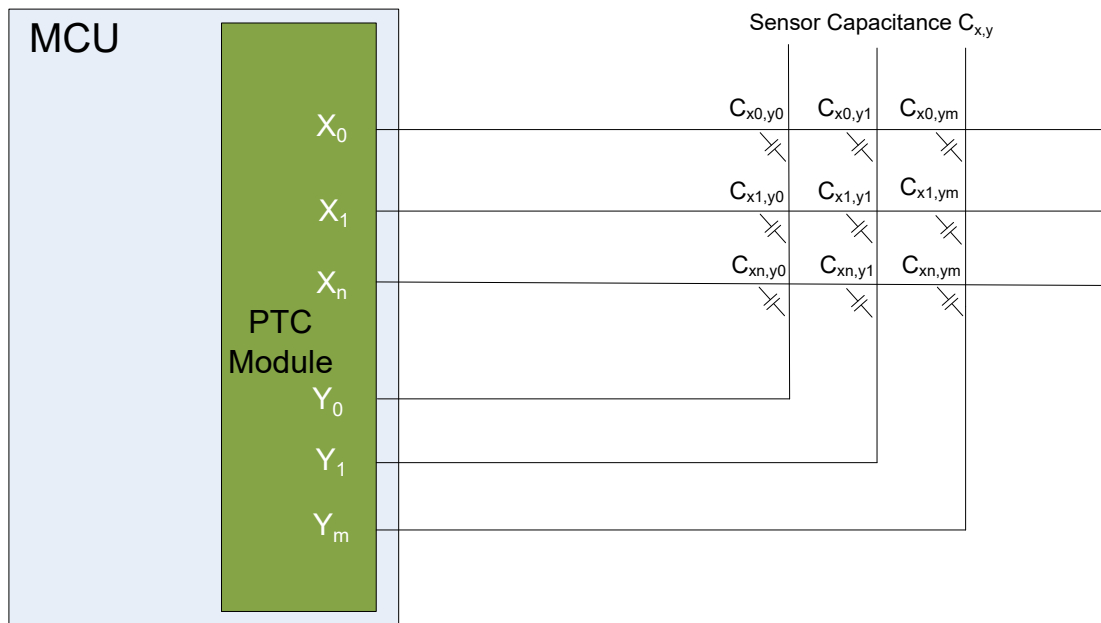 MCU
Sensor Capacitance Cx,y
Cx0,y0 Cx0,y1 Cx0,ym
X0
Cx1,y0 Cx1,y1 Cx1,ym
X1
Cxn,y0 Cxn,y1 Cxn,ym
Xn
PTC
Module
Y0
Y1
Ym